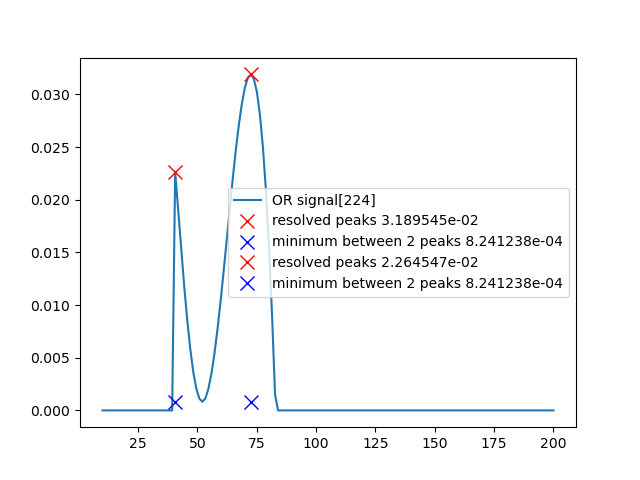 0.030
0.025
0.020
0.015
0.010
0.005
0.000
OR signal[224]
resolved peaks 3.189545e-02
minimum between 2 peaks 8.241238e-04
resolved peaks 2.264547e-02
minimum between 2 peaks 8.241238e-04
25 50 75 100 125 150 175 200